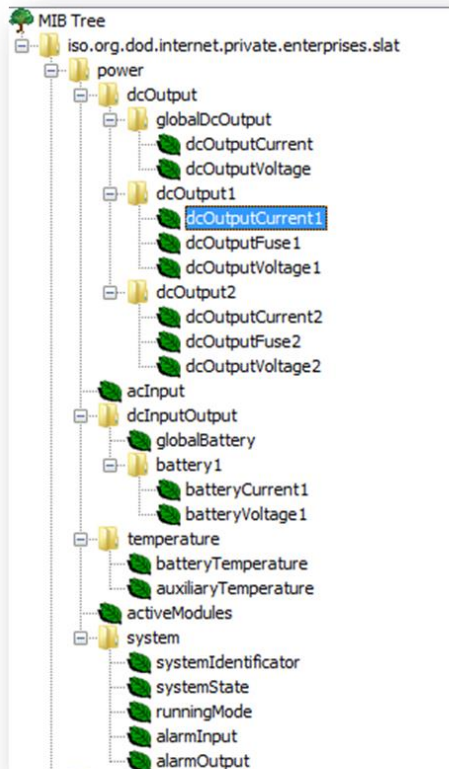 MIB Tree
iso.org.dod.internet.private.enterprises.slat
power
dcOutput
globalDcOutput
dcOutputCurrent
dcOutputVoltage
dcOutput1
dcOutputCurrent1
dcOutputFuse1
dcOutputVoltage1
dcOutput2
dcOutputCurrent2
dcOutputFuse2
dcOutputVoltage2
acInput
dcInputOutput
globalBattery
battery1
batteryCurrent1
batteryVoltage1
temperature
batteryTemperature
auxiliaryTemperature
activeModules
system
systemIdentificator
systemState
runningMode
alarmInput
alarmOutput